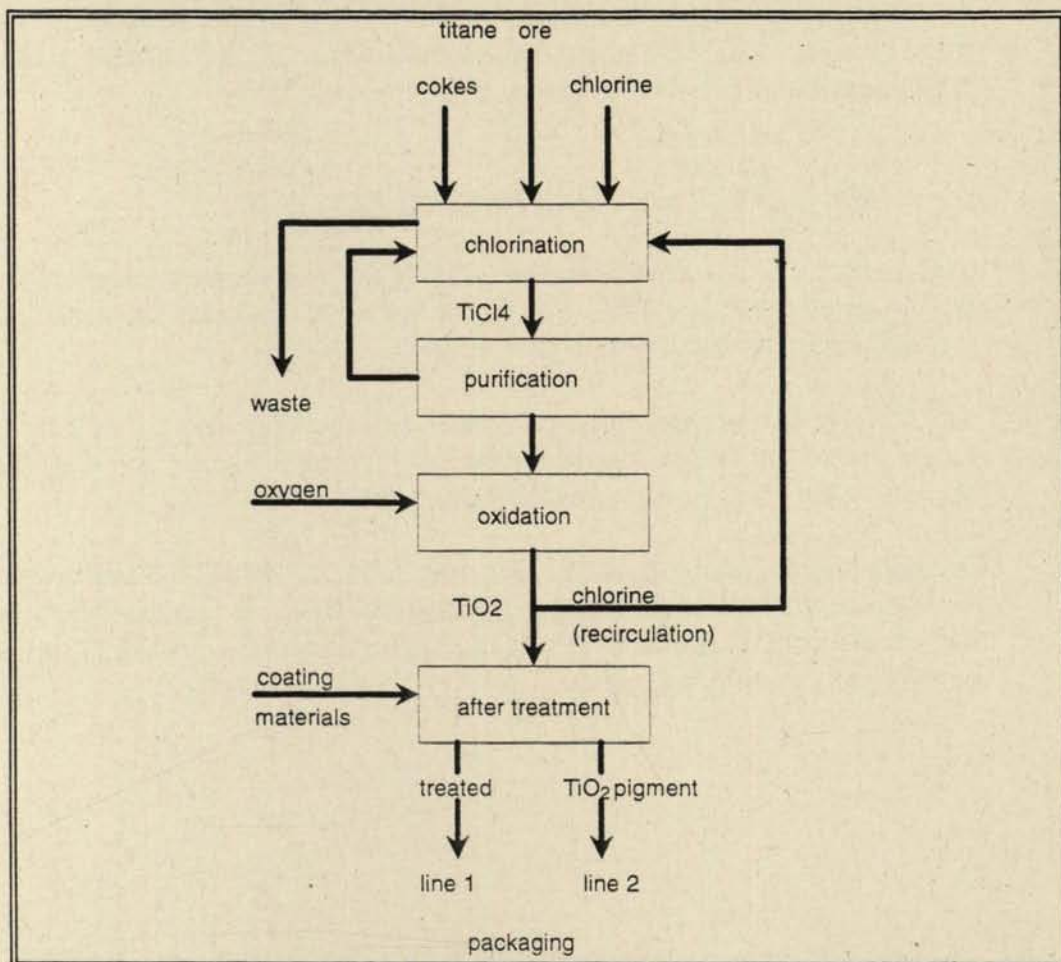 titane ore
cokes chlorine
chlorination
TiCl4
purification
waste
oxygen
oxidation
TiO2
chlorine
(recirculation)
coating
materials
after treatment
treated TiO2 pigment
line 1 line 2
packaging